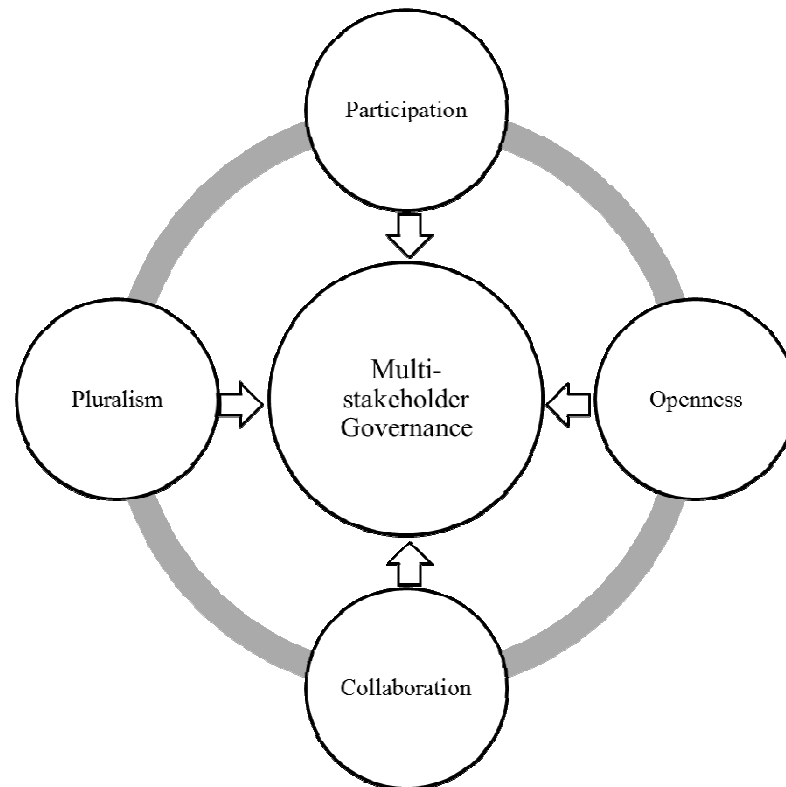 Participation
Pluralism
Multi-
stakeholder
Governance
Openness
Collaboration